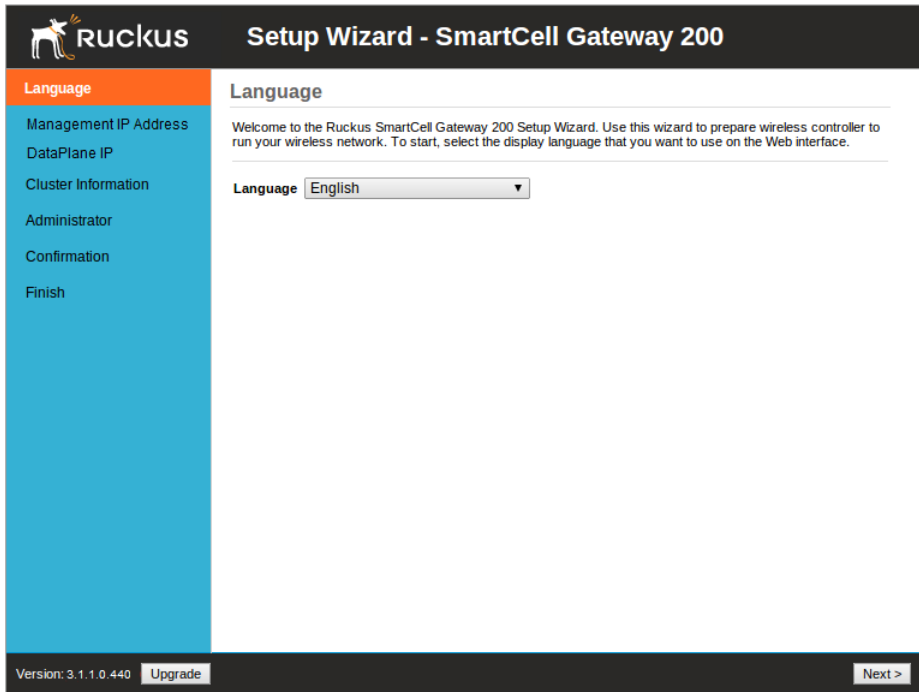 Ruckus
Setup Wizard - SmartCell Gateway 200
Language
Management IP Address
DataPlane IP
Cluster Information
Administrator
Confirmation
Finish
Language
Welcome to the Ruckus SmartCell Gateway 200 Setup Wizard. Use this wizard to prepare wireless controller to
run your wireless network. To start, select the display language that you want to use on the Web interface.
Language English
Version: 3.1.1.0.440 Upgrade
Next >